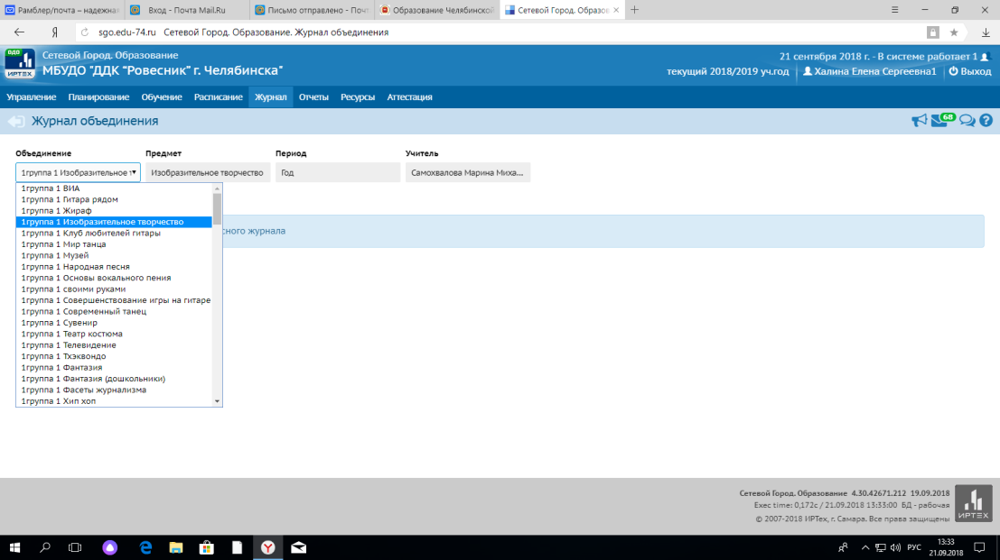 Рамблер/почта – надежная
Вход - Почта Mail.Ru
Письмо отправлено - Почт
Образование Челябинской
Сетевой Город. Образов
sgo.edu-74.ru Сетевой Город. Образование. Журнал объединения
ОДО
ИРТЕХ
Сетевой Город. Образование
МБУДО "ДДК "Ровесник" г. Челябинска"
21 сентября 2018 г. - В системе работает 1
текущий 2018/2019 уч.год
Халина Елена Сергеевна1
Выход
Управление Планирование Обучение Расписание Журнал Отчеты Ресурсы Аттестация
Журнал объединения
68
Объединение Предмет Период Учитель
1группа 1 Изобразительное т Изобразительное творчество Год Самохвалова Марина Миха...
1группа 1 ВИА
1группа 1 Гитара рядом
1группа 1 Жираф
1группа 1 Изобразительное творчество
1группа 1 Клуб любителей гитары
сного журнала
1группа 1 Мир танца
1группа 1 Музей
1группа 1 Народная песня
1группа 1 Основы вокального пения
1группа 1 своими руками
1группа 1 Совершенствование игры на гитаре
1группа 1 Современный танец
1группа 1 Сувенир
1группа 1 Театр костюма
1группа 1 Телевидение
1группа 1 Тхэквондо
1группа 1 Фантазия
1группа 1 Фантазия (дошкольники)
1группа 1 Фасеты журнализма
1группа 1 Хип хоп
Сетевой Город. Образование 4.30.42671.212 19.09.2018
Exec time: 0,172с / 21.09.2018 13:33:00 БД - рабочая
© 2007-2018 ИРТех, г. Самара. Все права защищены
ИРТЕХ
РУС
13:33
21.09.2018